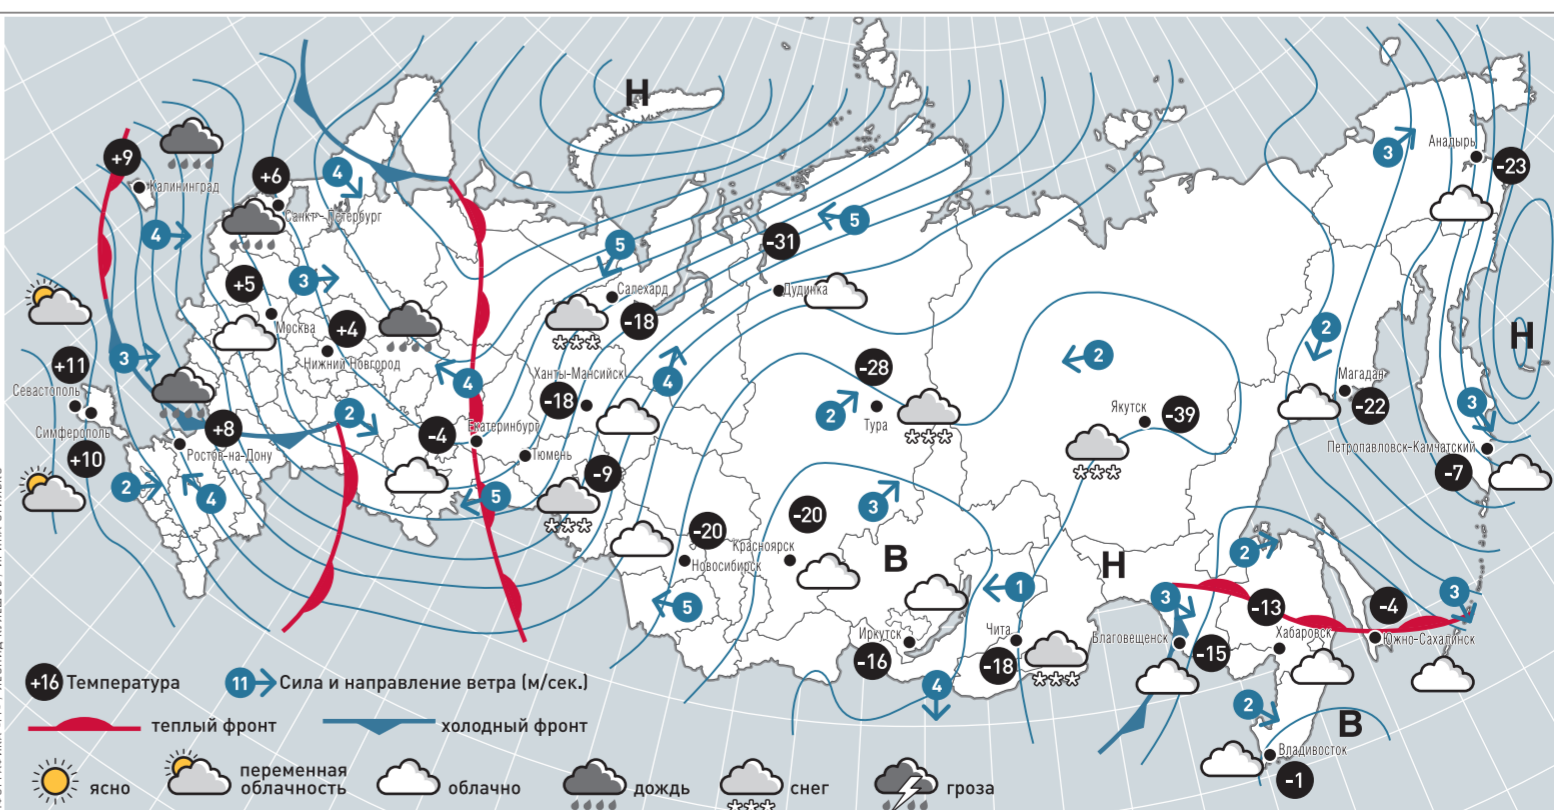 Н
+9
Калининград
+6
Санкт-Петербург
4
4
5
5
-31
3
Анадырь
-23
+5
Москва
3
+4
Нижний Новгород
Салехард
-18
Дудинка
Н
3
+11
Севастополь
Симферополь
+10
4
Ханты-Мансийск
-18
4
-28
2
Тура
2
Якутск
-39
2
Магадан
-22
3
Петропавловск-Камчатский
-7
+8
Ростов-на-Дону
2
2
4
-4
Екатеринбург
Тюмень
5
-9
-20
Новосибирск
-20
Красноярск
3
В
5
Иркутск
-16
1
Чита
-18
4
Н
3
Благовещенск
-15
2
-13
Хабаровск
-4
Южно-Сахалинск
3
2
В
Владивосток
-1
+16 Температура
11 Сила и направление ветра (м/сек.)
теплый фронт
холодный фронт
ясно
переменная
облачность
облачно
дождь
снег
гроза